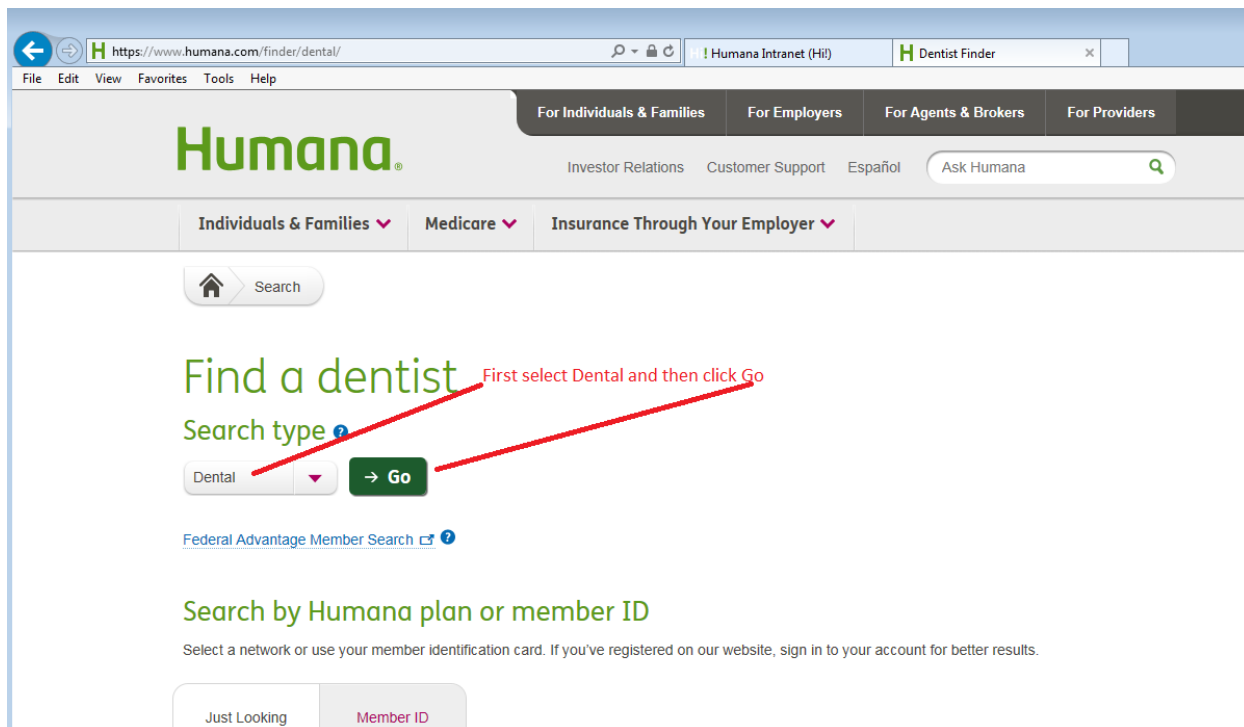 https://www.humana.com/finder/dental/
! Humana Intranet (Hi!)
Dentist Finder
File Edit View Favorites Tools Help
For Individuals & Families For Employers For Agents & Brokers For Providers
Humana®
Investor Relations Customer Support Español Ask Humana
Individuals & Families Medicare Insurance Through Your Employer
Search
Find a dentist
First select Dental and then click Go
Search type ?
Dental → Go
Federal Advantage Member Search ?
Search by Humana plan or member ID
Select a network or use your member identification card. If you've registered on our website, sign in to your account for better results.
Just Looking Member ID